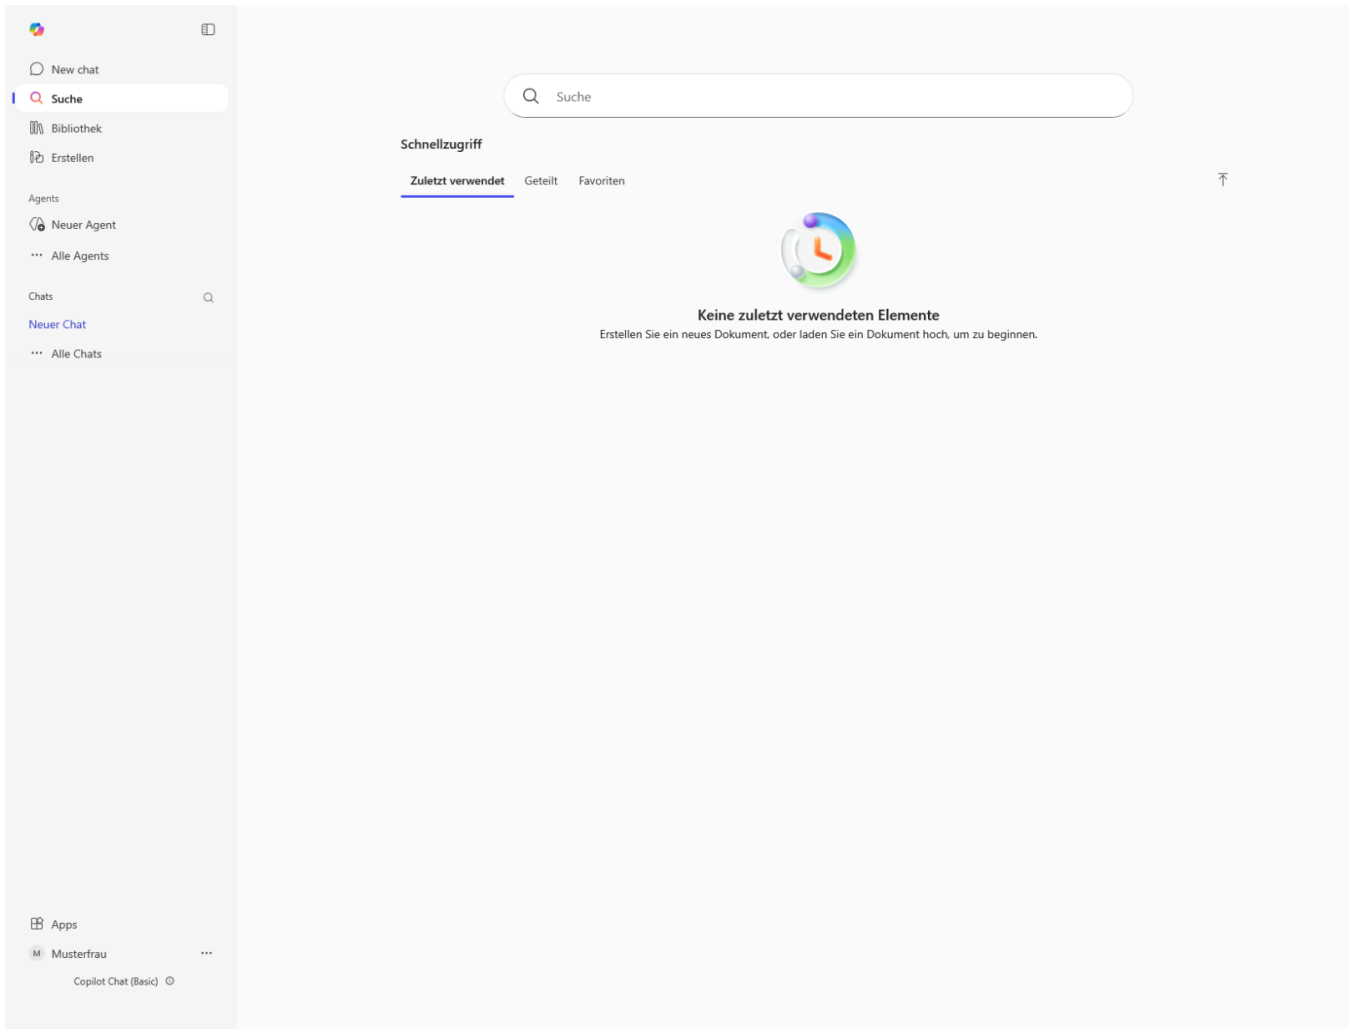 New chat
Suche
Bibliothek
Erstellen
Agents
Neuer Agent
Alle Agents
Chats
Neuer Chat
Alle Chats
Apps
M Musterfrau
Copilot Chat (Basic)
Suche
Schnellzugriff
Zuletzt verwendet Geteilt Favoriten
Keine zuletzt verwendeten Elemente
Erstellen Sie ein neues Dokument, oder laden Sie ein Dokument hoch, um zu beginnen.